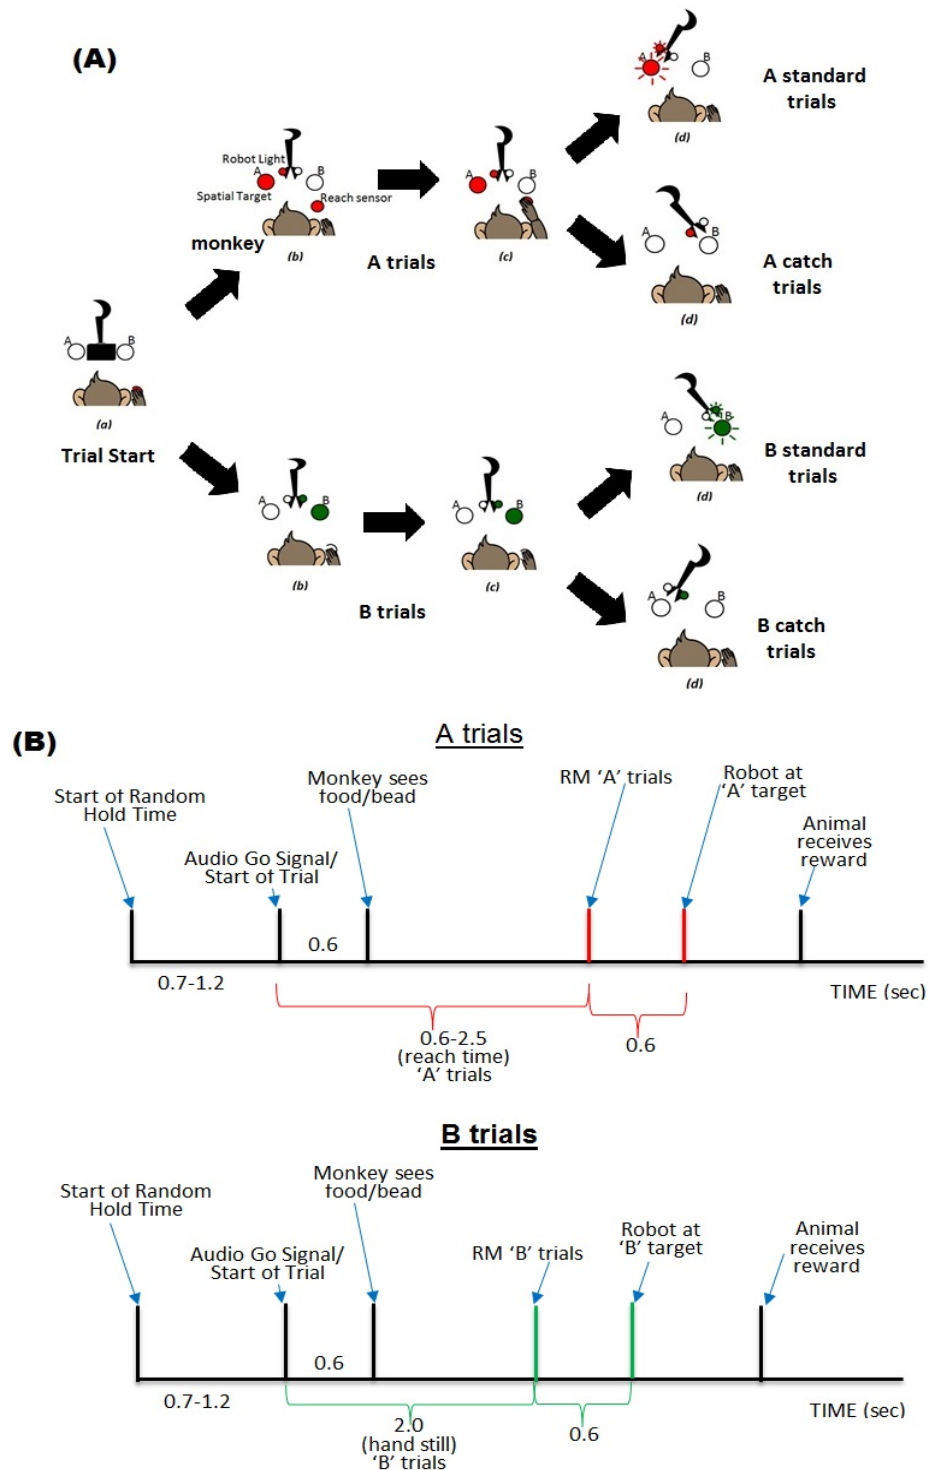 (A)
A
B
(d)
A standard
trials
Robot Light
A
B
Spatial Target
Reach sensor
monkey
(b)
A trials
A
B
(c)
A
B
(d)
A catch
trials
A
B
(a)
Trial Start
B
A
(d)
B standard
trials
A
B
(b)
A
B
(c)
B trials
A
B
(d)
B catch
trials
(B)
A trials
Start of Random
Hold Time
Monkey sees
food/bead
RM ‘A’ trials
Robot at
‘A’ target
Audio Go Signal/
Start of Trial
Animal
receives
reward
0.6
0.7-1.2
TIME (sec)
0.6-2.5
(reach time)
‘A’ trials
0.6
B trials
Start of Random
Hold Time
Monkey sees
food/bead
Audio Go Signal/
Start of Trial
RM ‘B’ trials
Robot at
‘B’ target
Animal
receives
reward
0.6
0.7-1.2
TIME (sec)
2.0
(hand still)
‘B’ trials
0.6